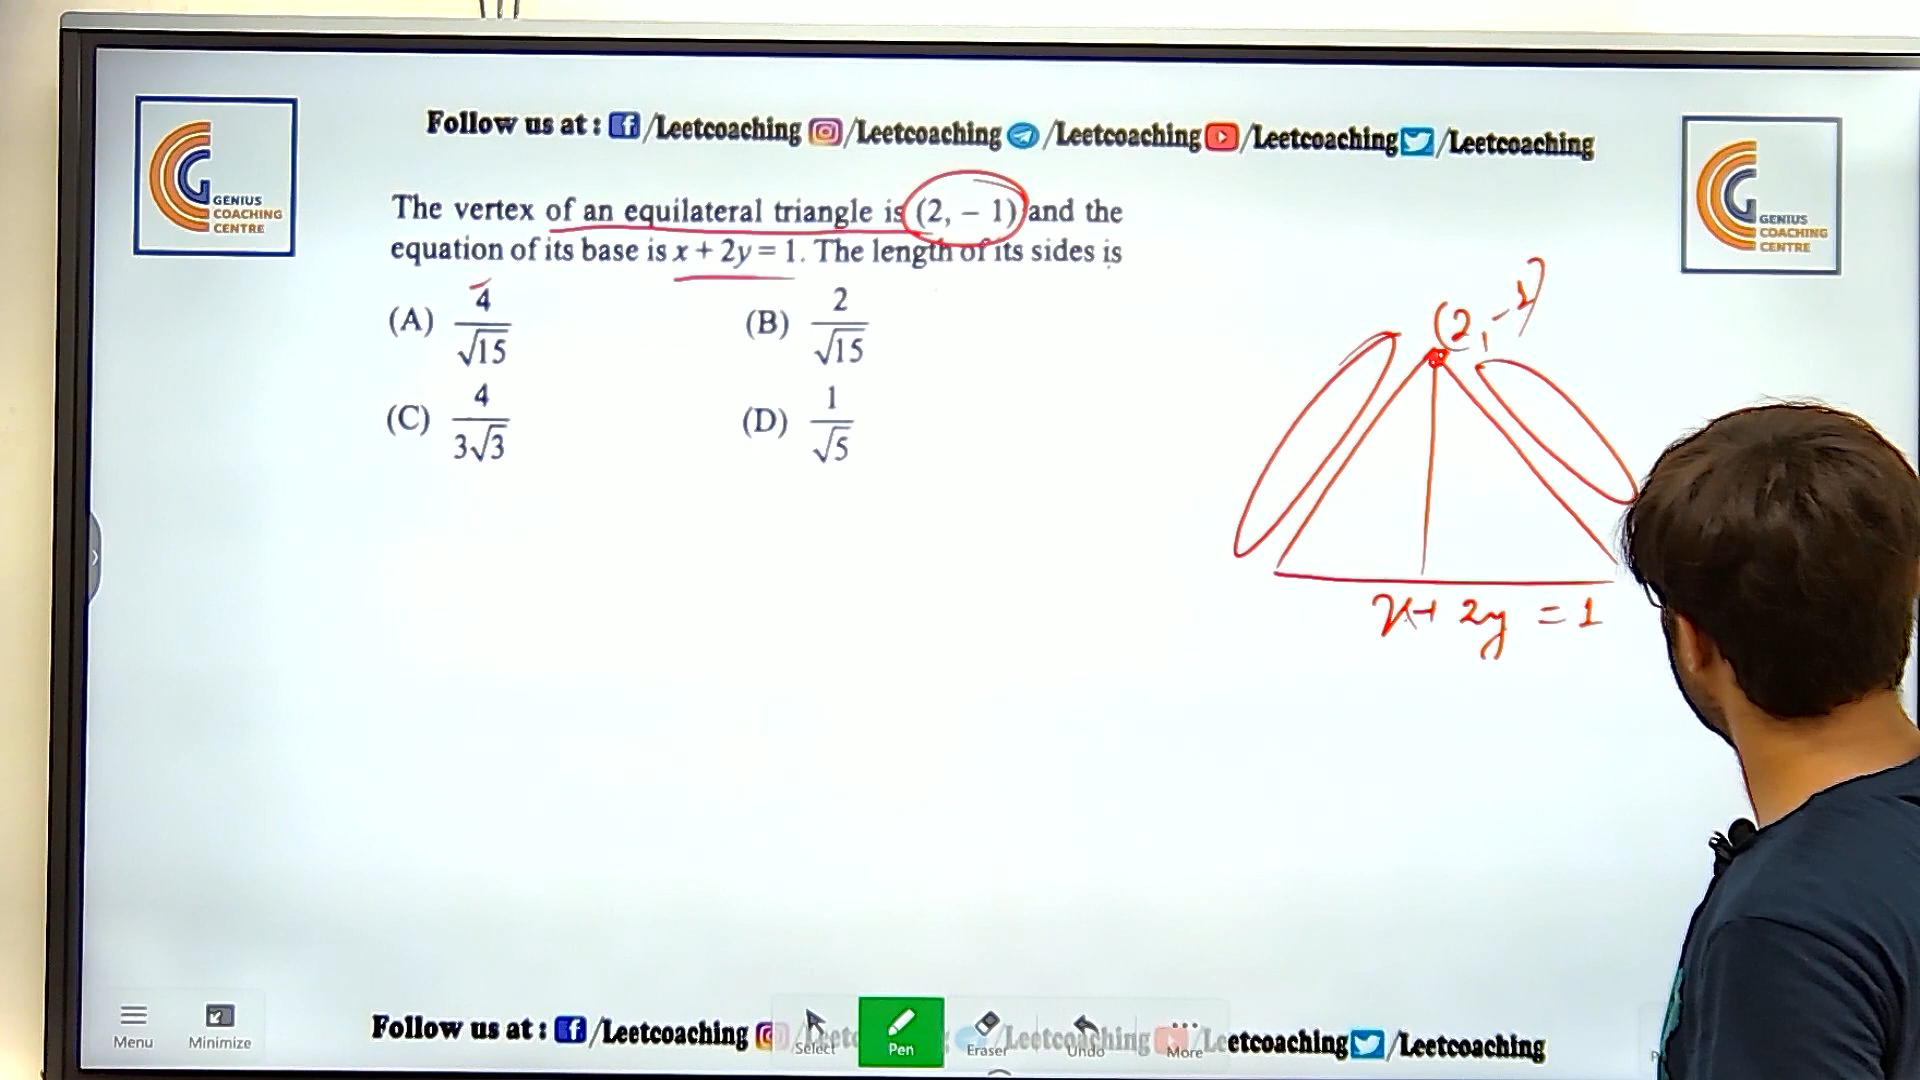 Follow us at : /Leetcoaching /Leetcoaching /Leetcoaching /Leetcoaching /Leetcoaching
GENIUS
COACHING
CENTRE
GENIUS
COACHING
CENTRE
The vertex of an equilateral triangle is (2, – 1) and the
equation of its base is x + 2y = 1. The length of its sides is
(A) 4/√15 (B) 2/√15
(C) 4/3√3 (D) 1/√5
(2, -1)
x+ 2y = 1
Follow us at : /Leetcoaching /Leetcoaching /Leetcoaching
Menu Minimize Select Pen Eraser Undo More